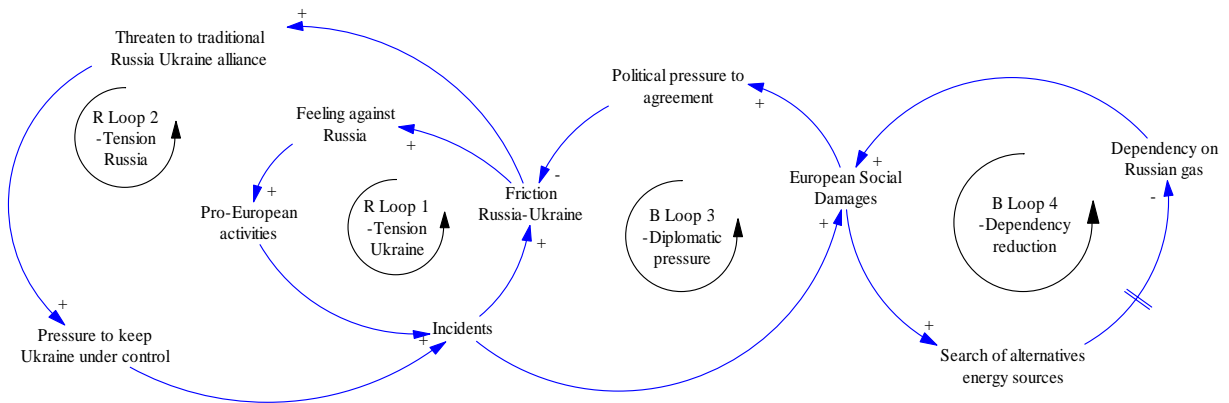 Threaten to traditional
Russia Ukraine alliance
+
R Loop 2
-Tension
Russia
Feeling against
Russia
+
Pro-European
activities
+
R Loop 1
-Tension
Ukraine
Friction
Russia-Ukraine
-
+
Pressure to keep
Ukraine under control
+
Incidents
+
Political pressure to
agreement
+
B Loop 3
-Diplomatic
pressure
European Social
Damages
+
+
B Loop 4
-Dependency
reduction
Dependency on
Russian gas
-
Search of alternatives
energy sources
+